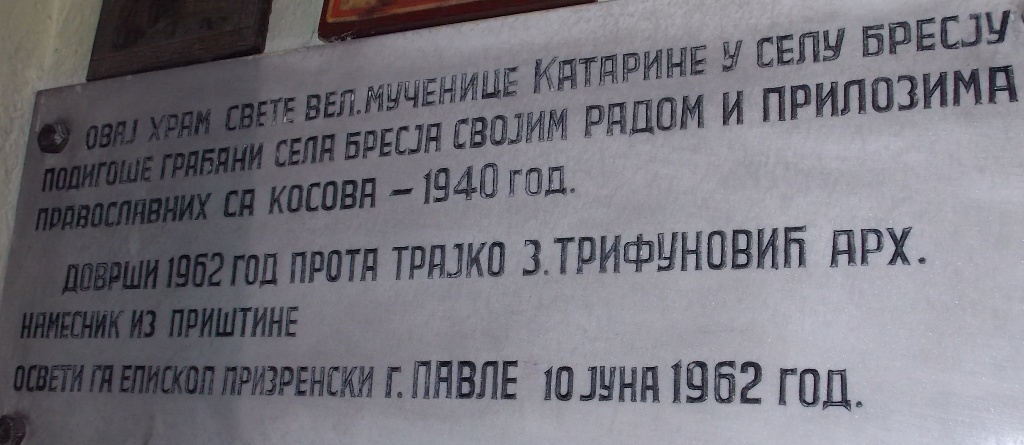 ОВАЈ ХРАМ СВЕТЕ ВЕЛ. МУЧЕНИЦЕ КАТАРИНЕ У СЕЛУ БРЕСЈУ
ПОДИГОШЕ ГРАЂАНИ СЕЛА БРЕСЈА СВОЈИМ РАДОМ И ПРИЛОЗИМА
ПРАВОСЛАВНИХ СА КОСОВА – 1940 ГОД.
ДОВРШИ 1962 ГОД ПРОТА ТРАЈКО З. ТРИФУНОВИЋ АРХ.
НАМЕСНИК ИЗ ПРИШТИНЕ
ОСВЕТИ ГА ЕПИСКОП ПРИЗРЕНСКИ Г. ПАВЛЕ 10 ЈУНА 1962 ГОД.